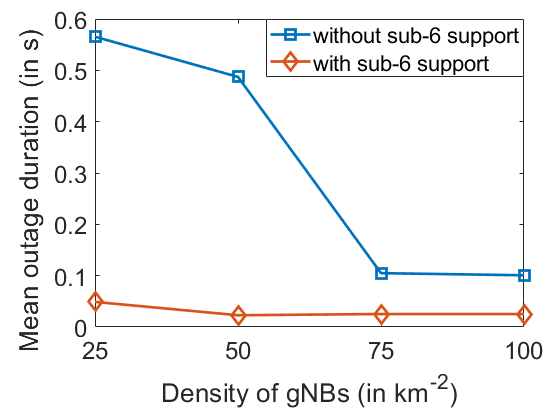 without sub-6 support
with sub-6 support
Mean outage duration (in s)
0.6
0.5
0.4
0.3
0.2
0.1
0
25 50 75 100
Density of gNBs (in km⁻²)